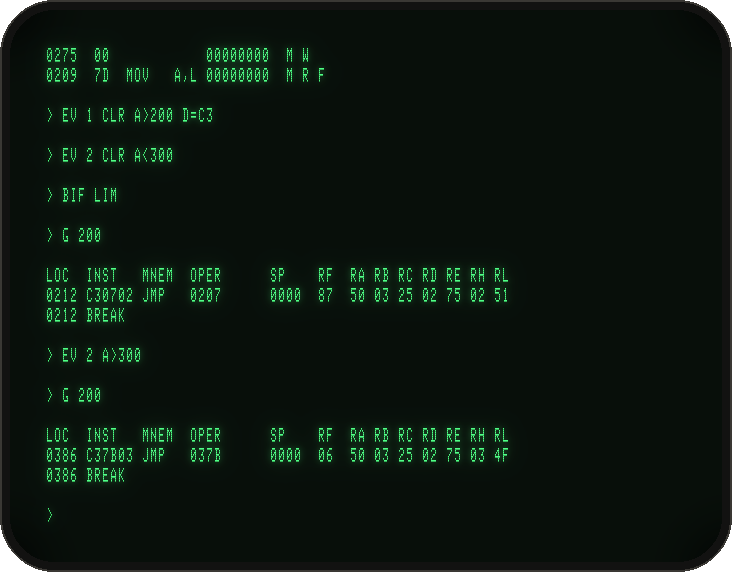 0275  00            00000000  M W
0209  7D  MOV   A,L 00000000  M R F
> EV 1 CLR A>200 D=C3
> EV 2 CLR A<300
> BIF LIM
> G 200
LOC  INST   MNEM  OPER      SP    RF  RA RB RC RD RE RH RL
0212 C30702 JMP   0207      0000  87  50 03 25 02 75 02 51
0212 BREAK
> EV 2 A>300
> G 200
LOC  INST   MNEM  OPER      SP    RF  RA RB RC RD RE RH RL
0386 C37B03 JMP   037B      0000  06  50 03 25 02 75 03 4F
0386 BREAK
>